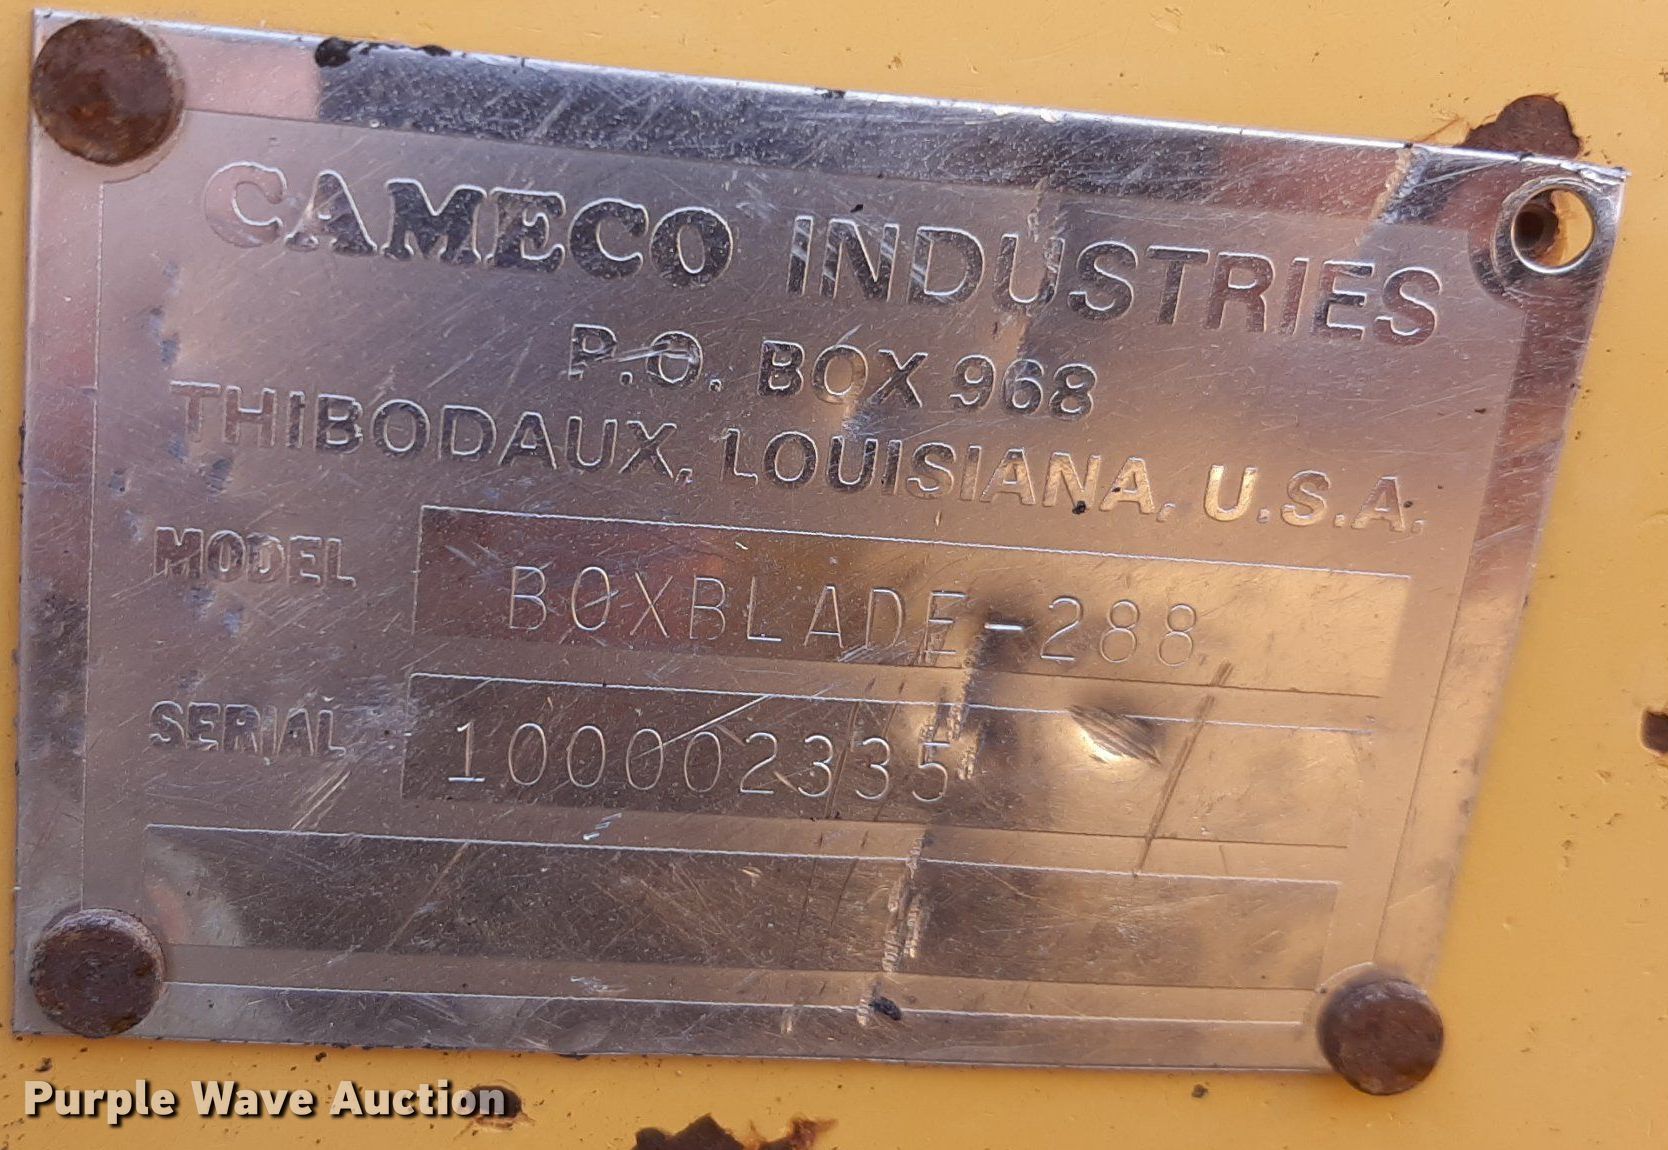 CAMECO INDUSTRIES
P.O. BOX 968
THIBODAUX, LOUISIANA, U.S.A.
MODEL BOXBLADE-288
SERIAL 100002335
Purple Wave Auction